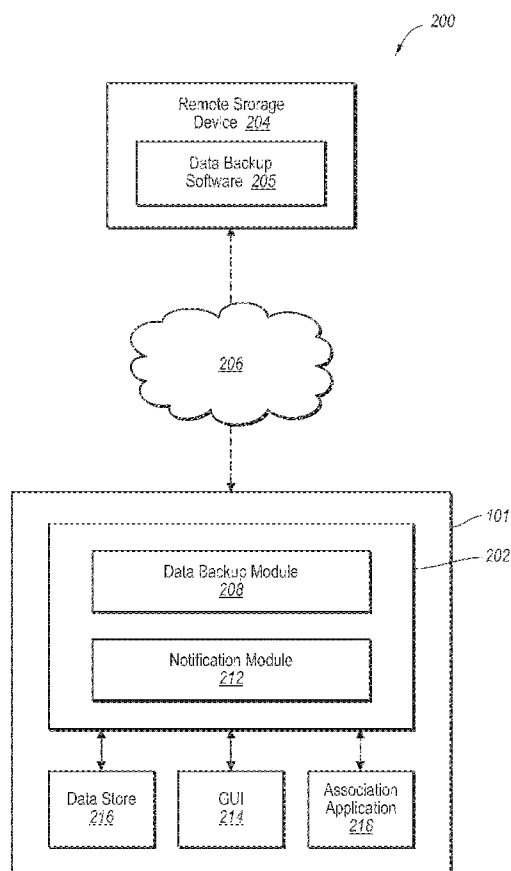 200
Remote Srorage
Device 204
Data Backup
Software 205
206
101
202
Data Backup Module
208
Notification Module
212
Data Store
216
GUI
214
Association
Application
218